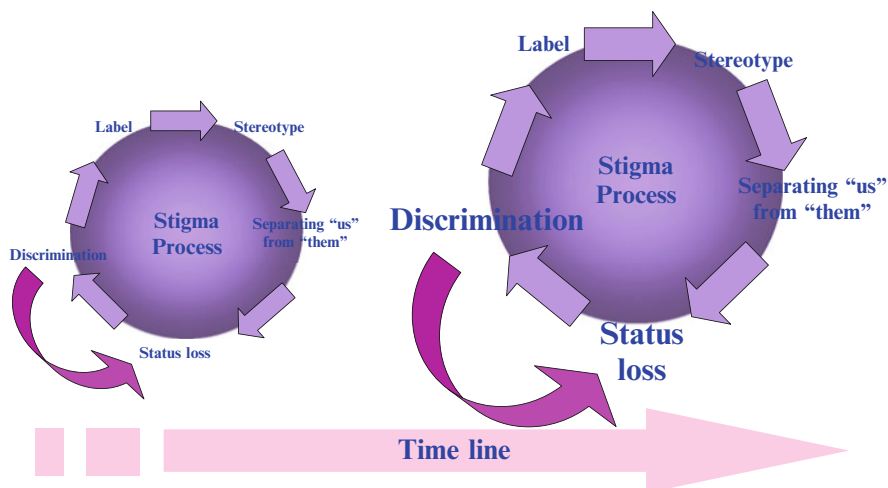 Label
Stereotype
Stigma
Process
Separating “us”
from “them”
Discrimination
Status loss
Label
Stereotype
Stigma
Process
Separating “us”
from “them”
Discrimination
Status
loss
Time line